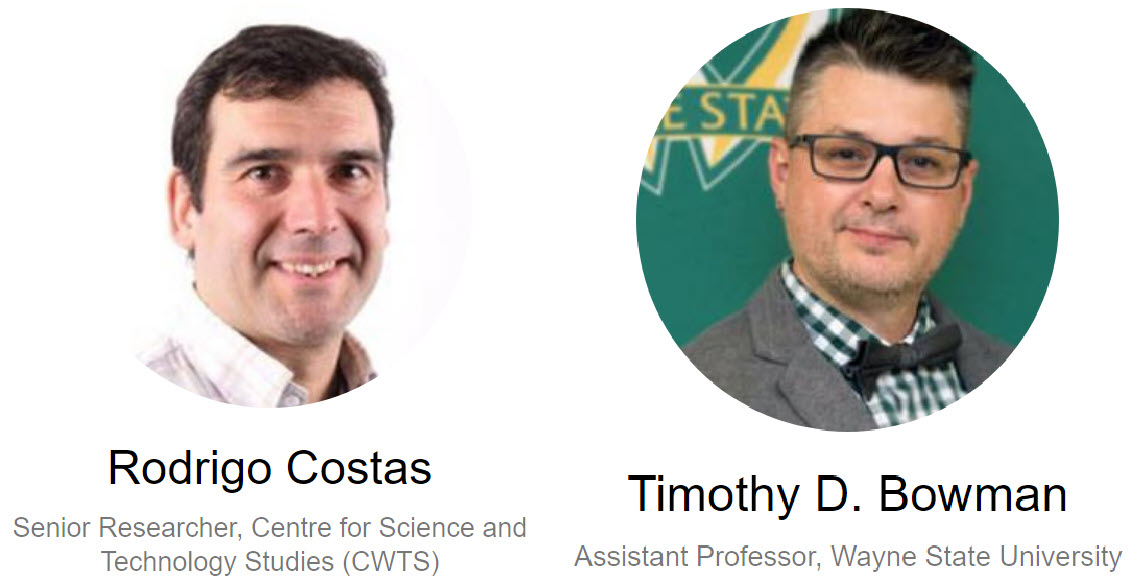 E STA
Rodrigo Costas
Senior Researcher, Centre for Science and
Technology Studies (CWTS)
Timothy D. Bowman
Assistant Professor, Wayne State University